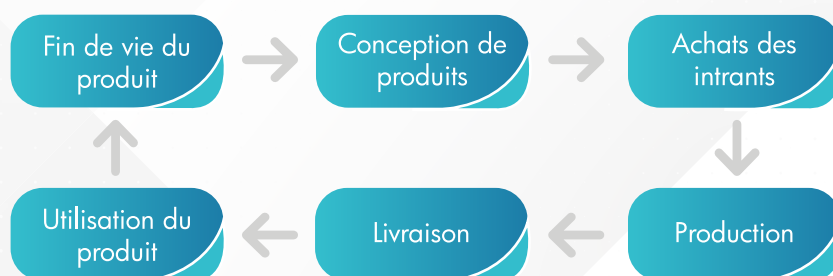 Fin de vie du
produit
Conception de
produits
Achats des
intrants
Utilisation du
produit
Livraison
Production